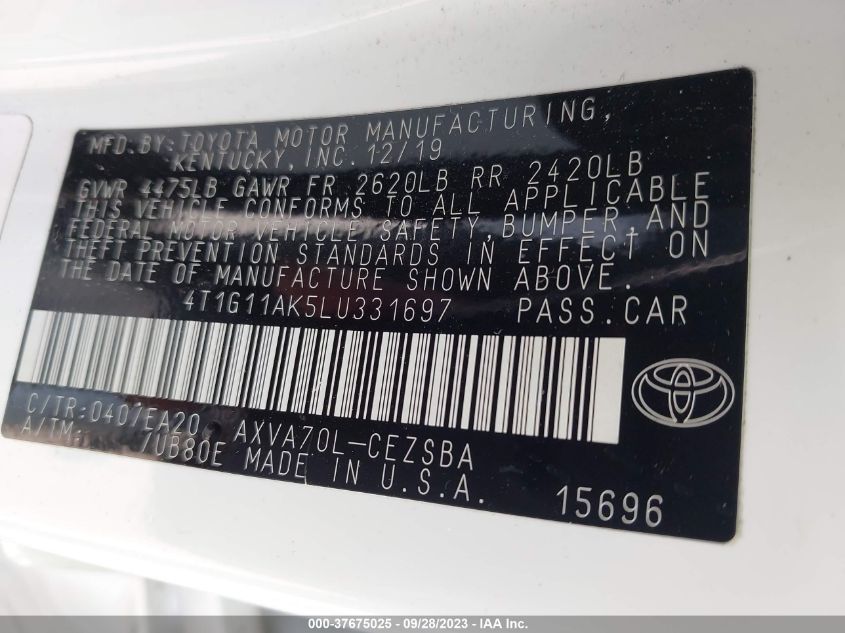 MFD.BY:TOYOTA MOTOR MANUFACTURING,
KENTUCKY, INC. 12/19
GVWR 4475LB GAWR FR 2620LB RR 2420LB
THIS VEHICLE CONFORMS TO ALL APPLICABLE
FEDERAL MOTOR VEHICLE SAFETY, BUMPER, AND
THEFT PREVENTION STANDARDS IN EFFECT ON
THE DATE OF MANUFACTURE SHOWN ABOVE.
4T1G11AK5LU331697 PASS.CAR
C/TR:040/EA20 AXVA70L-CEZSBA
A/TM: /UB80E MADE IN U.S.A.
15696
000-37675025 - 09/28/2023 - IAA Inc.